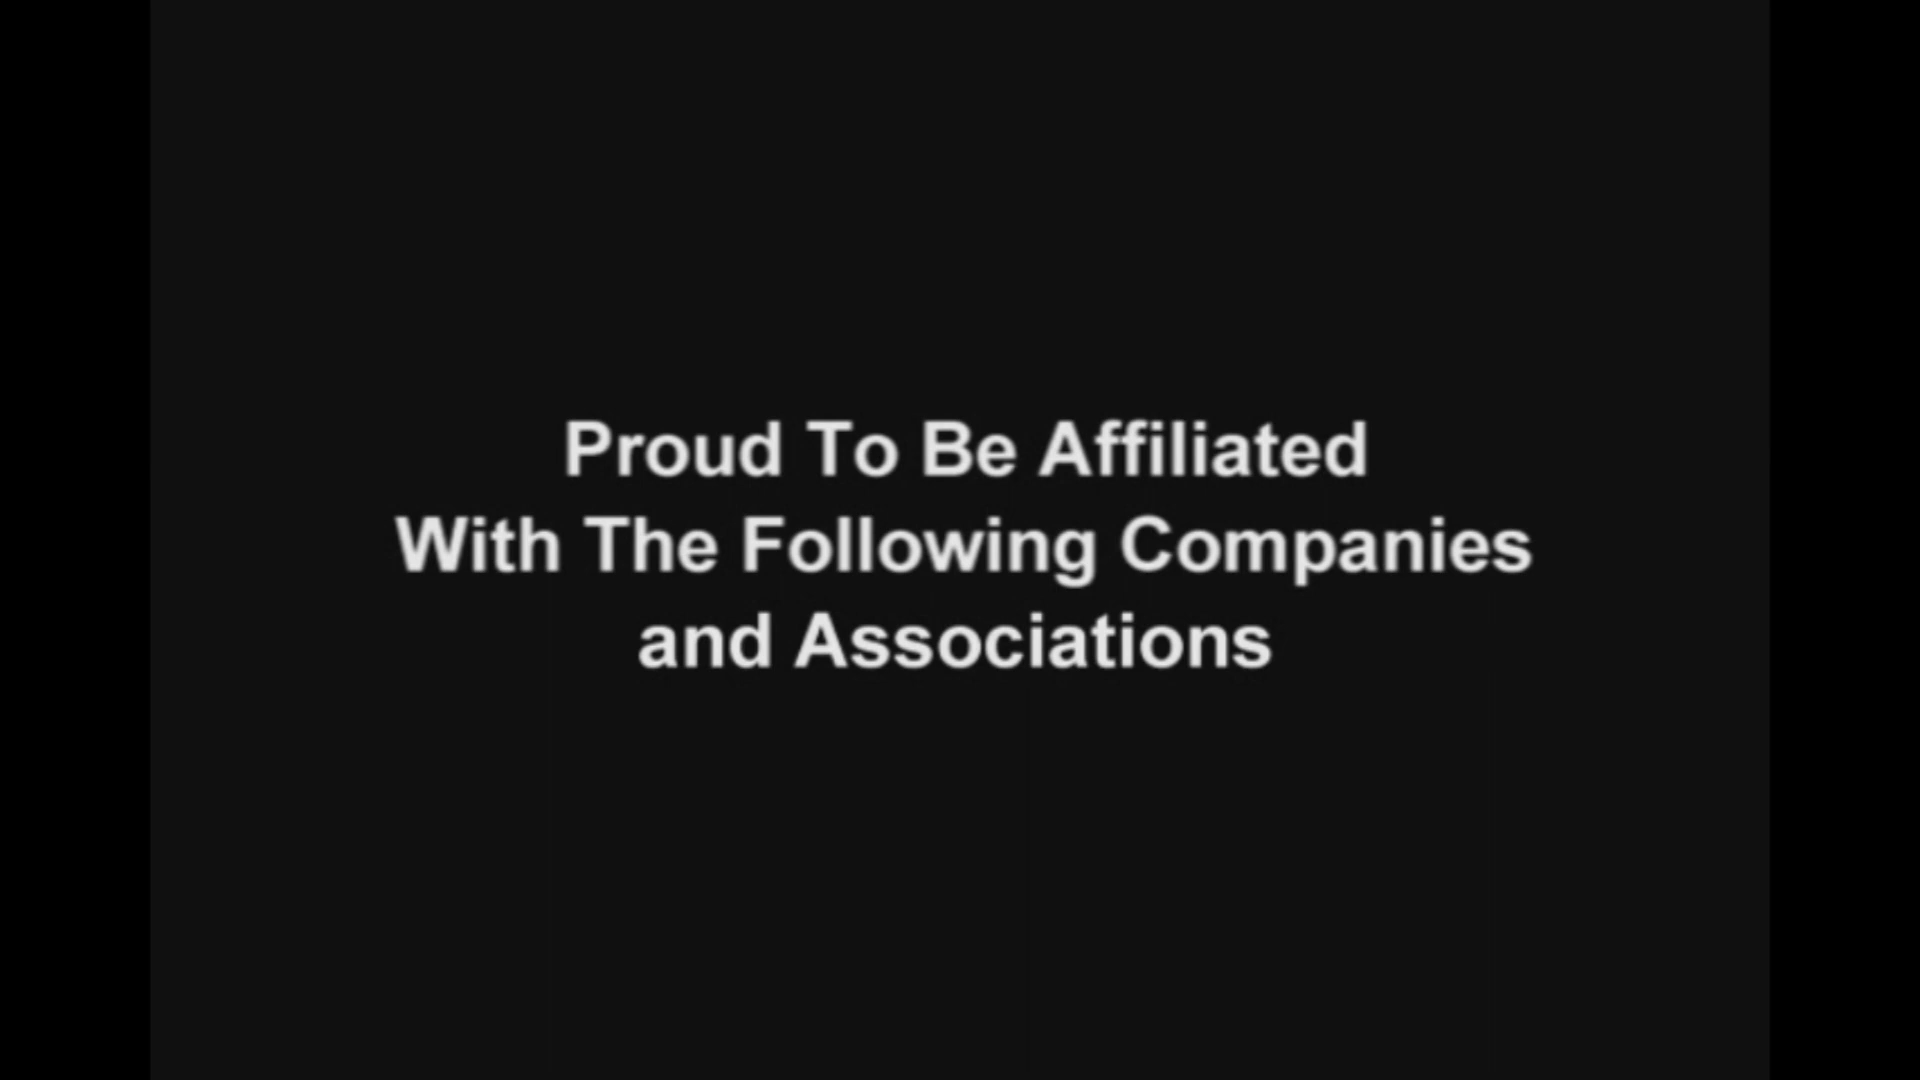 Proud To Be Affiliated
With The Following Companies
and Associations